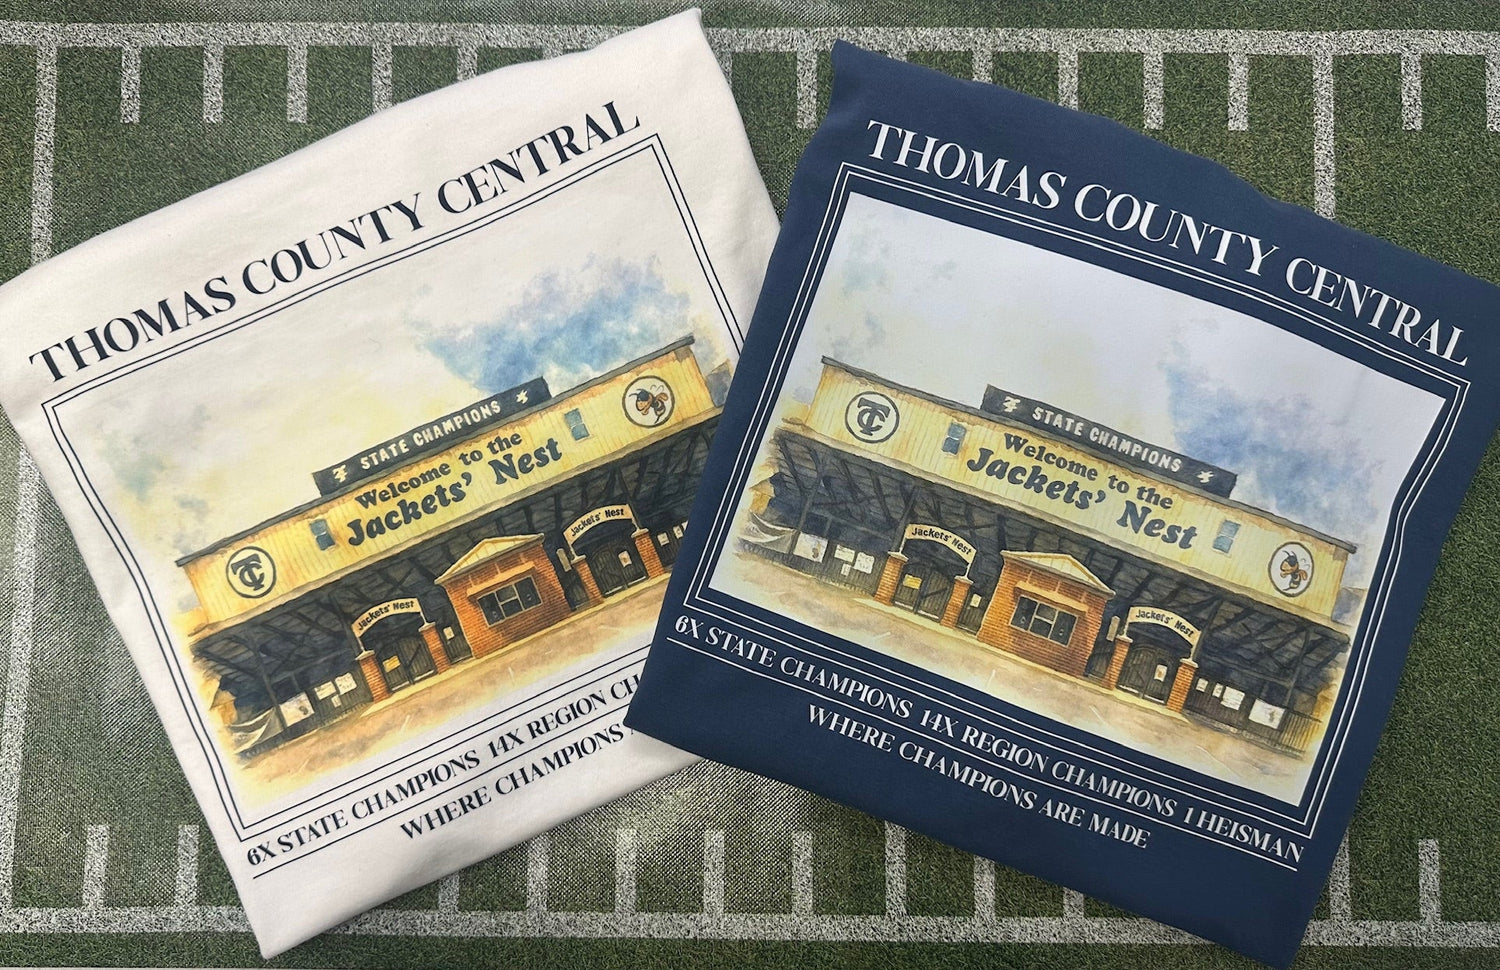 THOMAS COUNTY CENTRAL
STATE CHAMPIONS
Welcome to the
Jackets' Nest
TC
Jackets' Nest
Jackets' Nest
6X STATE CHAMPIONS 14X REGION CH
WHERE CHAMPIONS
THOMAS COUNTY CENTRAL
TC
STATE CHAMPIONS
Welcome to the
Jackets' Nest
Jackets' Nest
Jackets' Nest
6X STATE CHAMPIONS 14X REGION CHAMPIONS 1 HEISMAN
WHERE CHAMPIONS ARE MADE